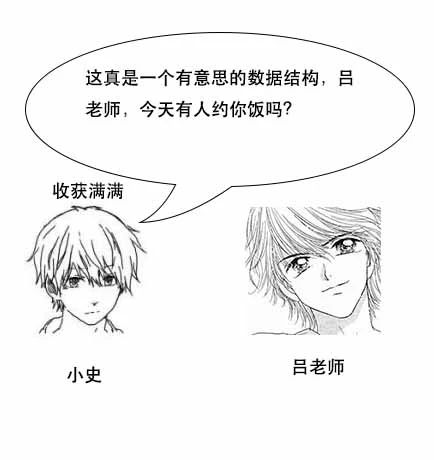 这真是一个有意思的数据结构，吕
老师，今天有人约你饭吗？
收获满满
小史
吕老师